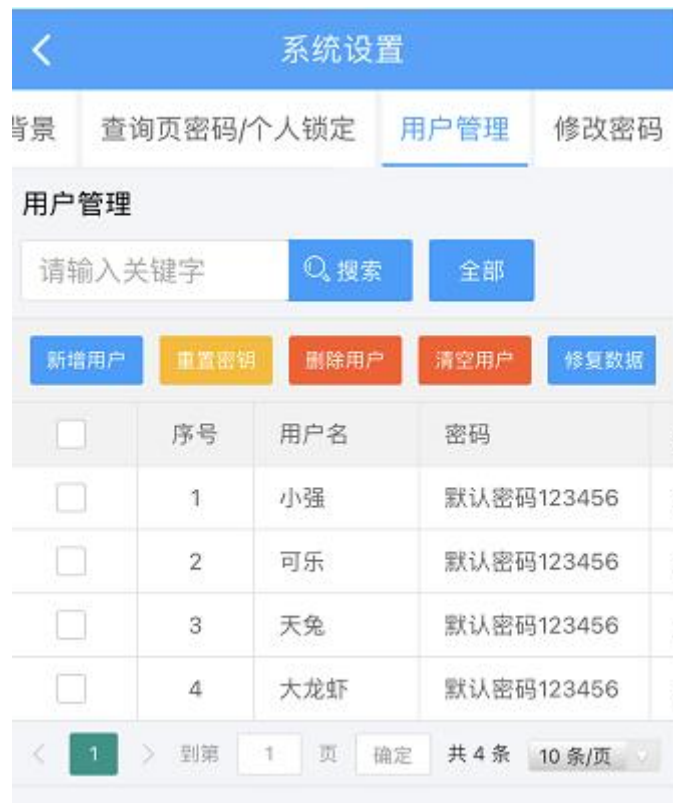 系统设置
背景 查询页密码/个人锁定 用户管理 修改密码
用户管理
请输入关键字 搜索 全部
新增用户 重置密钥 删除用户 清空用户 修复数据
序号 用户名 密码
1 小强 默认密码123456
2 可乐 默认密码123456
3 天兔 默认密码123456
4 大龙虾 默认密码123456
1 到第 1 页 确定 共 4 条 10 条/页